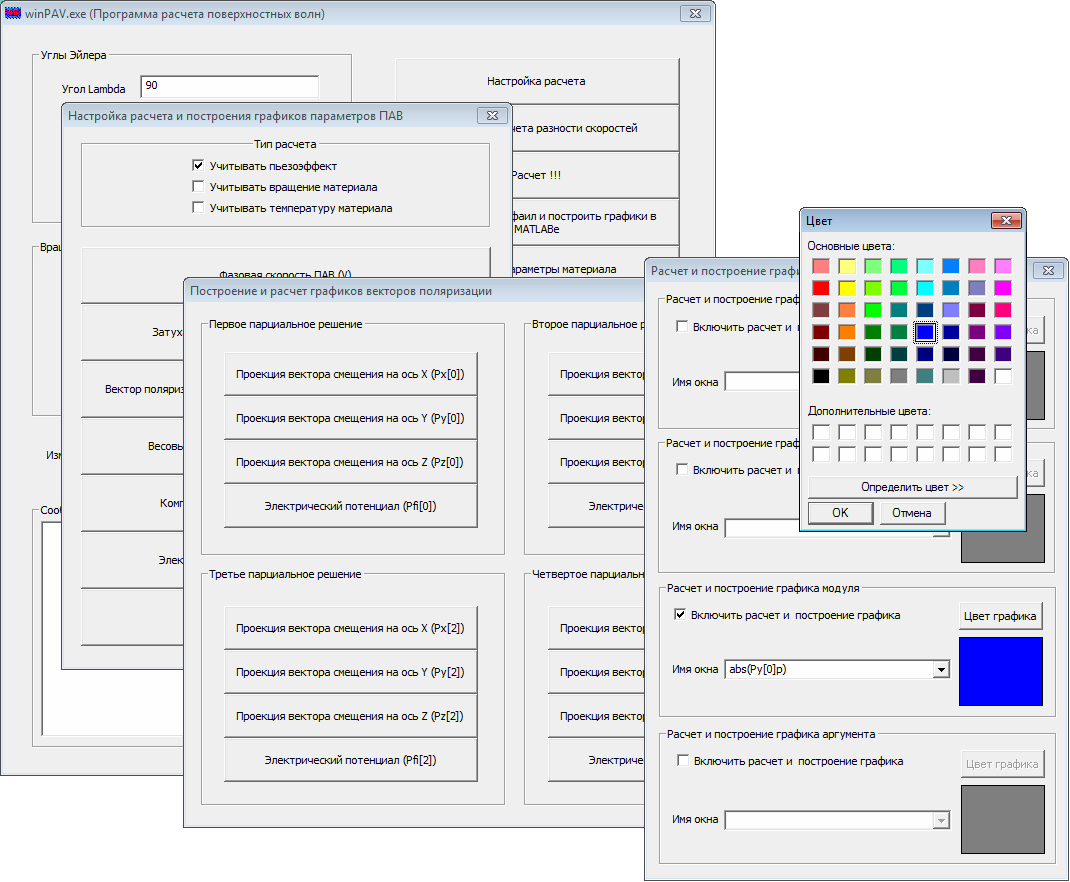 winPAV.exe (Программа расчета поверхностных волн)
Углы Эйлера
Угол Lambda
90
Настройка расчета
чета разности скоростей
Расчет !!!
фаил и построить графики в
MATLABe
араметры материала
Вращ
Изм
Сооб
Настройка расчета и построения графиков параметров ПАВ
Тип расчета
Учитывать пьезоэффект
Учитывать вращение материала
Учитывать температуру материала
Фазовая скорость ПАВ (V)
Затух
Вектор поляриз
Весовы
Комп
Элек
Построение и расчет графиков векторов поляризации
Первое парциальное решение
Проекция вектора смещения на ось X (Px[0])
Проекция вектора смещения на ось Y (Py[0])
Проекция вектора смещения на ось Z (Pz[0])
Электрический потенциал (Pfi[0])
Второе парциальное р
Проекция вектор
Проекция вектор
Проекция вектор
Электриче
Третье парциальное решение
Проекция вектора смещения на ось X (Px[2])
Проекция вектора смещения на ось Y (Py[2])
Проекция вектора смещения на ось Z (Pz[2])
Электрический потенциал (Pfi[2])
Четвертое парциальн
Проекция вектор
Проекция вектор
Проекция вектор
Электриче
Расчет и построение графи
Расчет и построение граф
Включить расчет и п
ка
Имя окна
Расчет и построение граф
Включить расчет и п
ка
Имя окна
Расчет и построение графика модуля
Включить расчет и построение графика
Цвет графика
Имя окна
abs(Py[0]p)
Расчет и построение графика аргумента
Включить расчет и построение графика
Цвет графика
Имя окна
Цвет
Основные цвета:
Дополнительные цвета:
Определить цвет >>
OK
Отмена